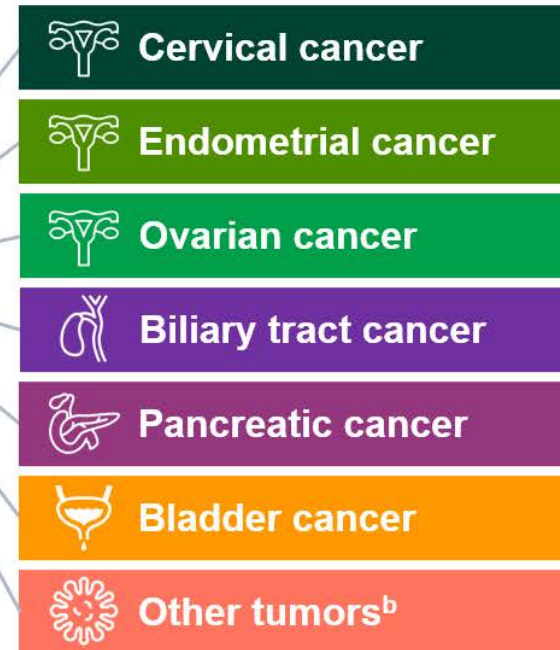 Cervical cancer
Endometrial cancer
Ovarian cancer
Biliary tract cancer
Pancreatic cancer
Bladder cancer
Other tumorsᵇ